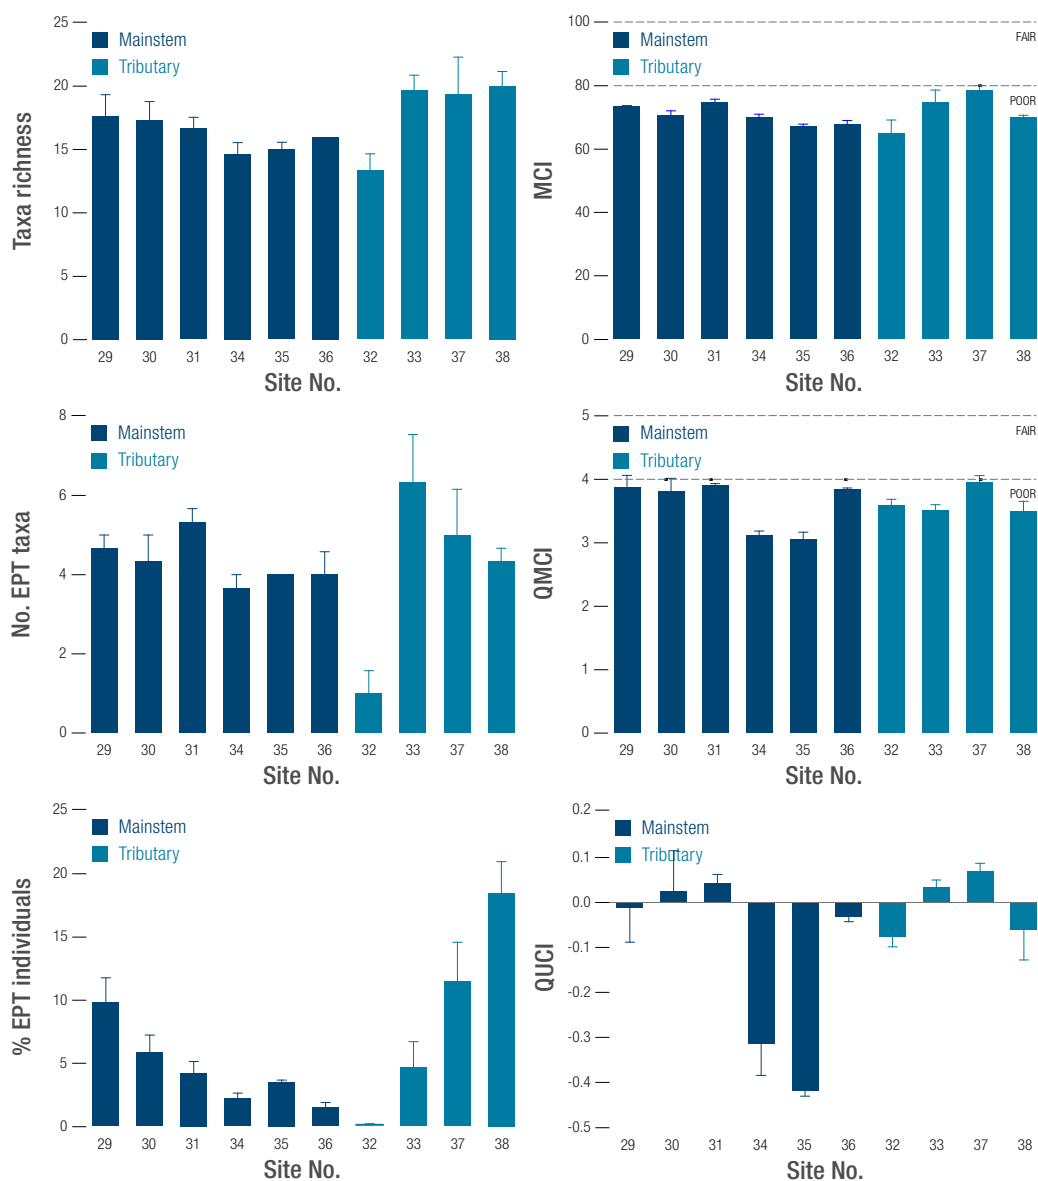 25
20
15
10
5
0
Taxa richness
Mainstem
Tributary
29 30 31 34 35 36 32 33 37 38
Site No.
100
80
60
40
20
0
MCI
Mainstem
Tributary
FAIR
POOR
29 30 31 34 35 36 32 33 37 38
Site No.
8
6
4
2
0
No. EPT taxa
Mainstem
Tributary
29 30 31 34 35 36 32 33 37 38
Site No.
5
4
3
2
1
0
QMCI
Mainstem
Tributary
FAIR
POOR
29 30 31 34 35 36 32 33 37 38
Site No.
25
20
15
10
5
0
% EPT individuals
Mainstem
Tributary
29 30 31 34 35 36 32 33 37 38
Site No.
0.2
0.1
0.0
-0.1
-0.2
-0.3
-0.4
-0.5
QUCI
Mainstem
Tributary
29 30 31 34 35 36 32 33 37 38
Site No.